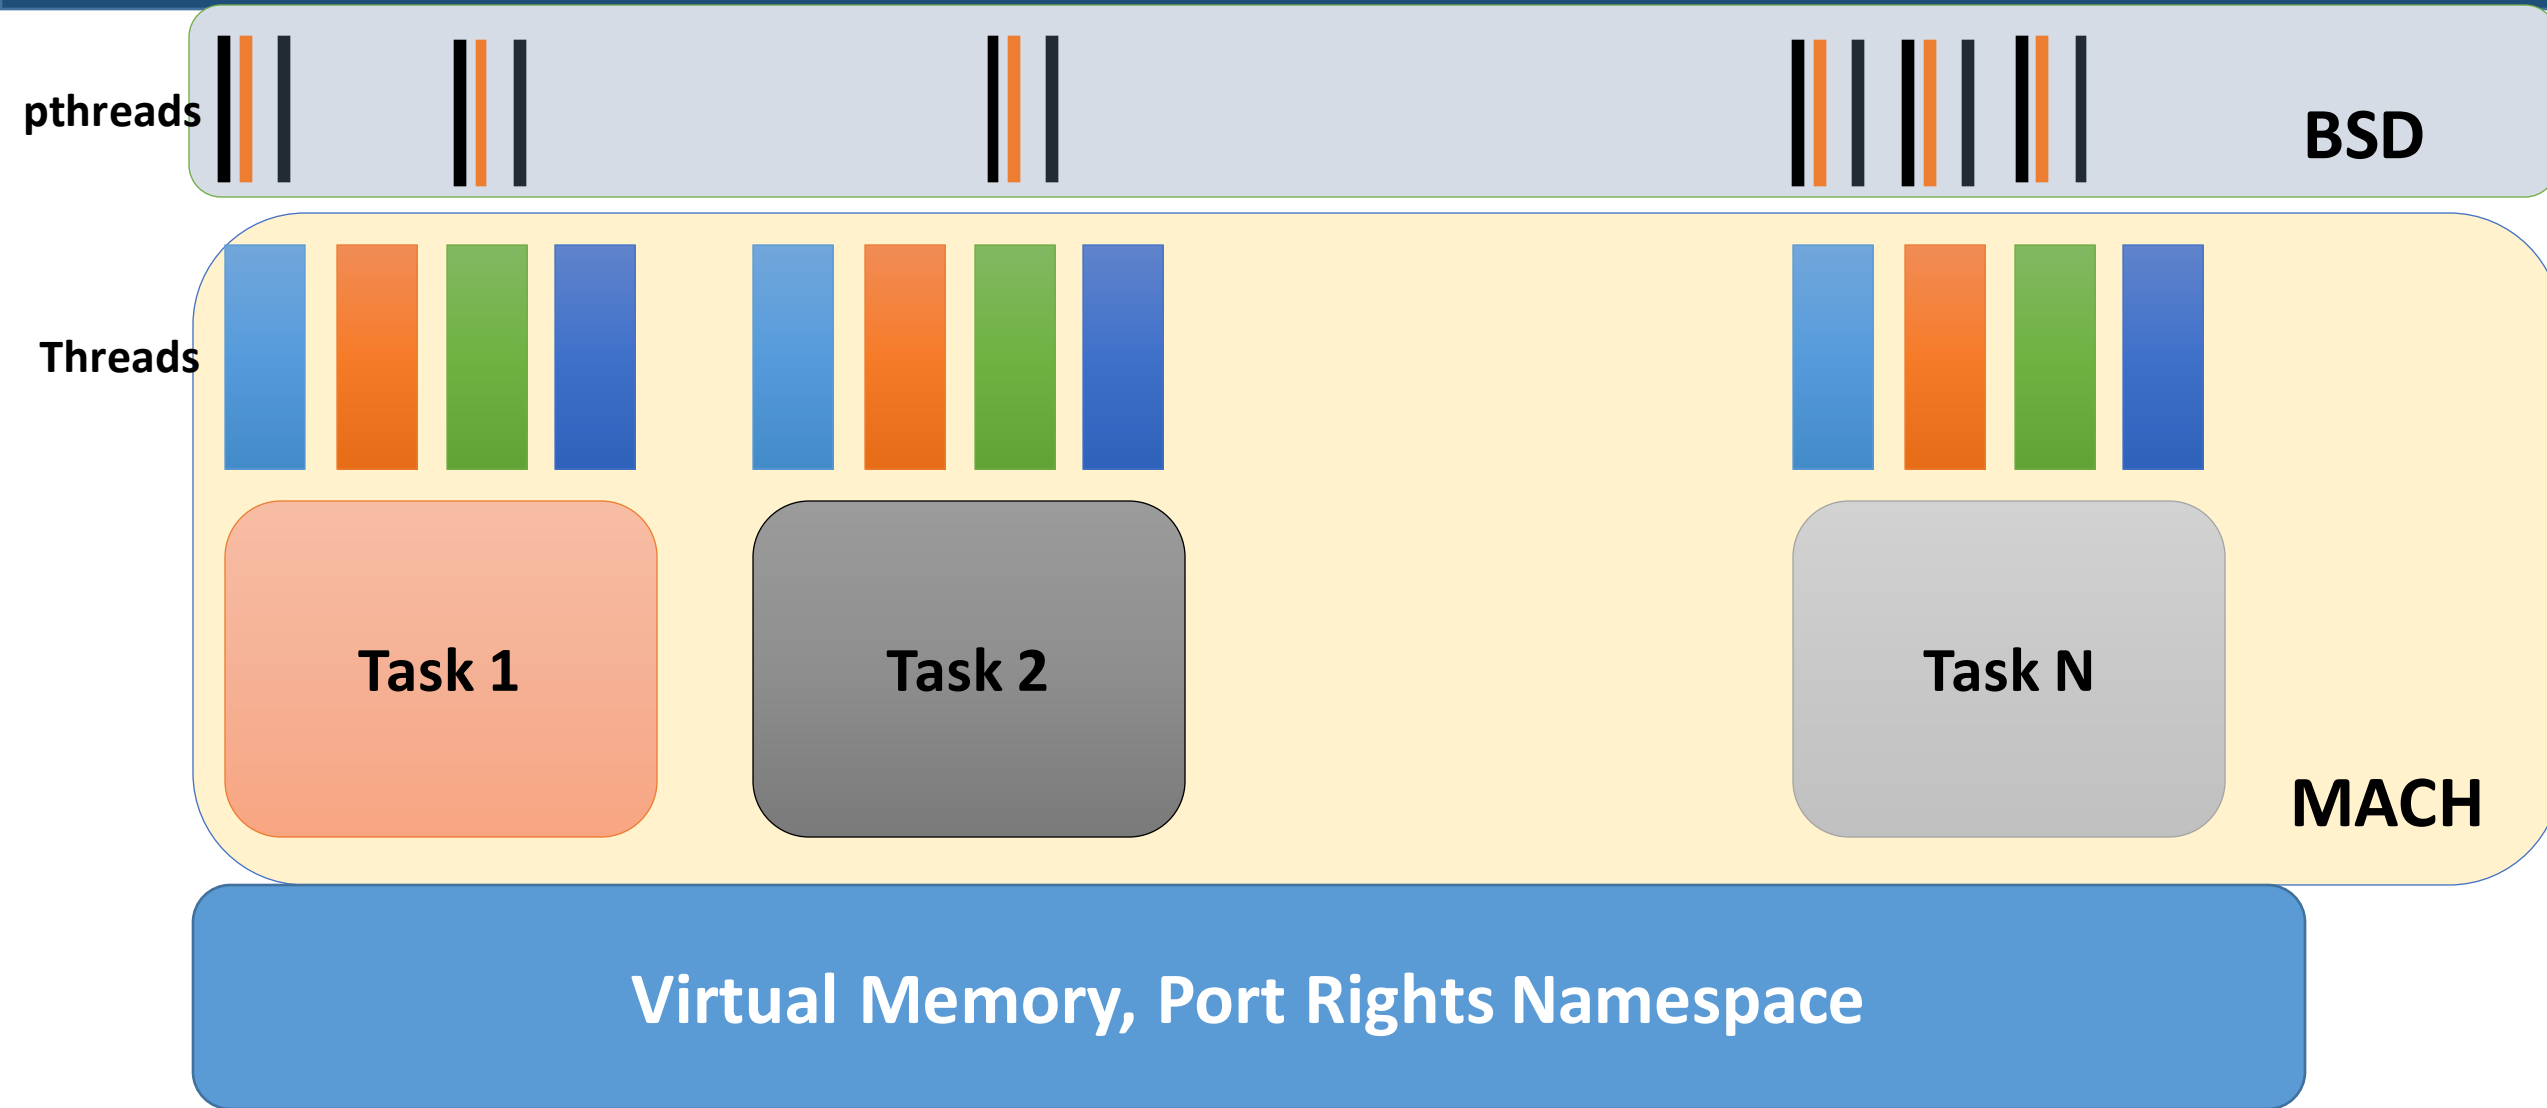 pthreads
BSD
Threads
Task 1
Task 2
Task N
MACH
Virtual Memory, Port Rights Namespace